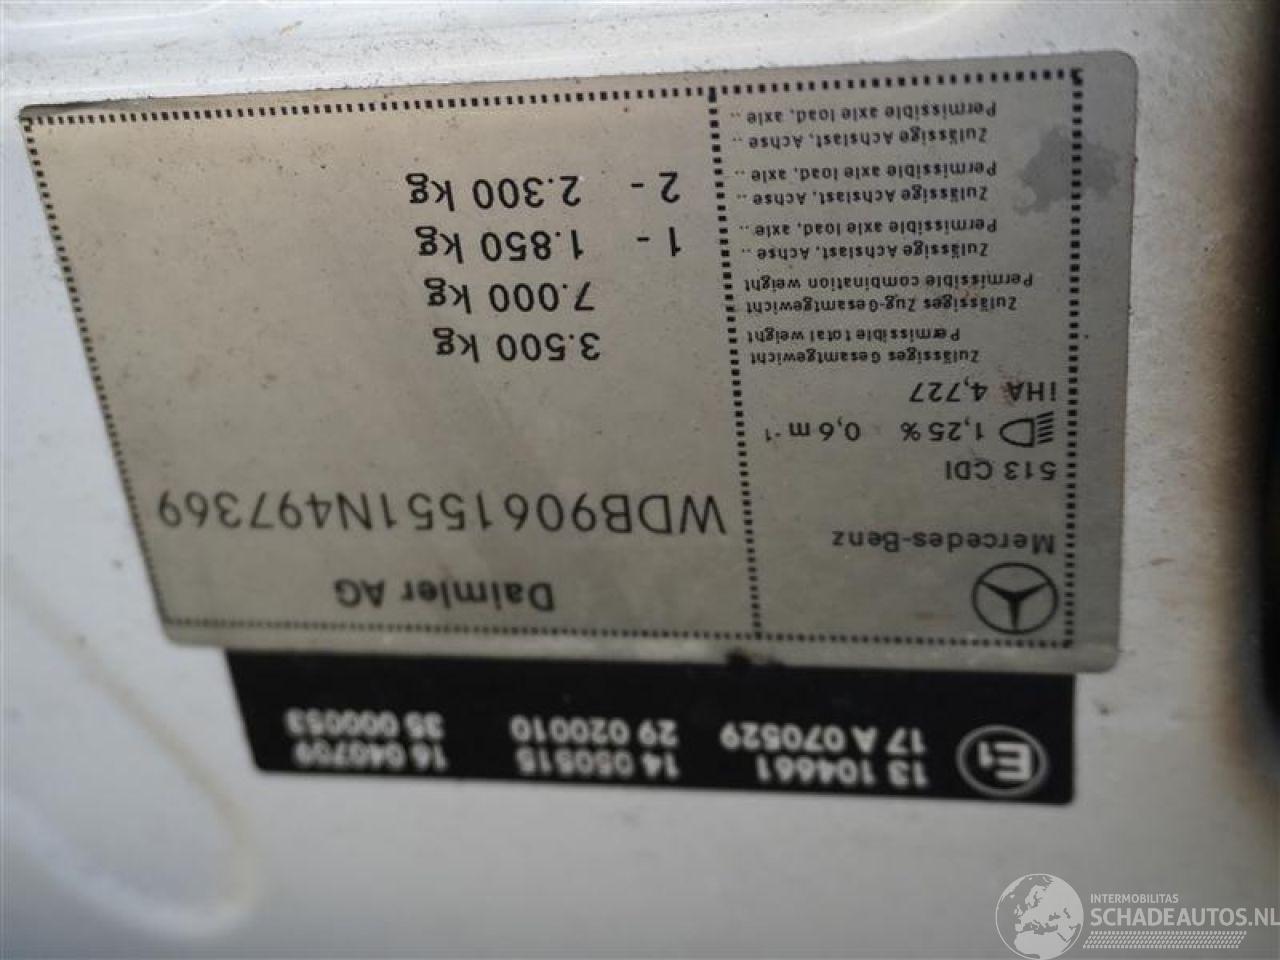 13 104661 14 050515 16 040709
E1
17 A 070529 29 020010 35 000053
Daimler AG
Mercedes-Benz
WDB9061551N497369
513 CDI
1,25% 0,6 m⁻¹
IHA 4,727
Zulässiges Gesamtgewicht 3.500 kg
Permissible total weight
Zulässiges Zug-Gesamtgewicht 7.000 kg
Permissible combination weight
Zulässige Achslast, Achse .. 1 - 1.850 kg
Permissible axle load, axle ..
Zulässige Achslast, Achse .. 2 - 2.300 kg
Permissible axle load, axle ..
Zulässige Achslast, Achse ..
Permissible axle load, axle ..
INTERMOBILITAS
SCHADEAUTOS.NL